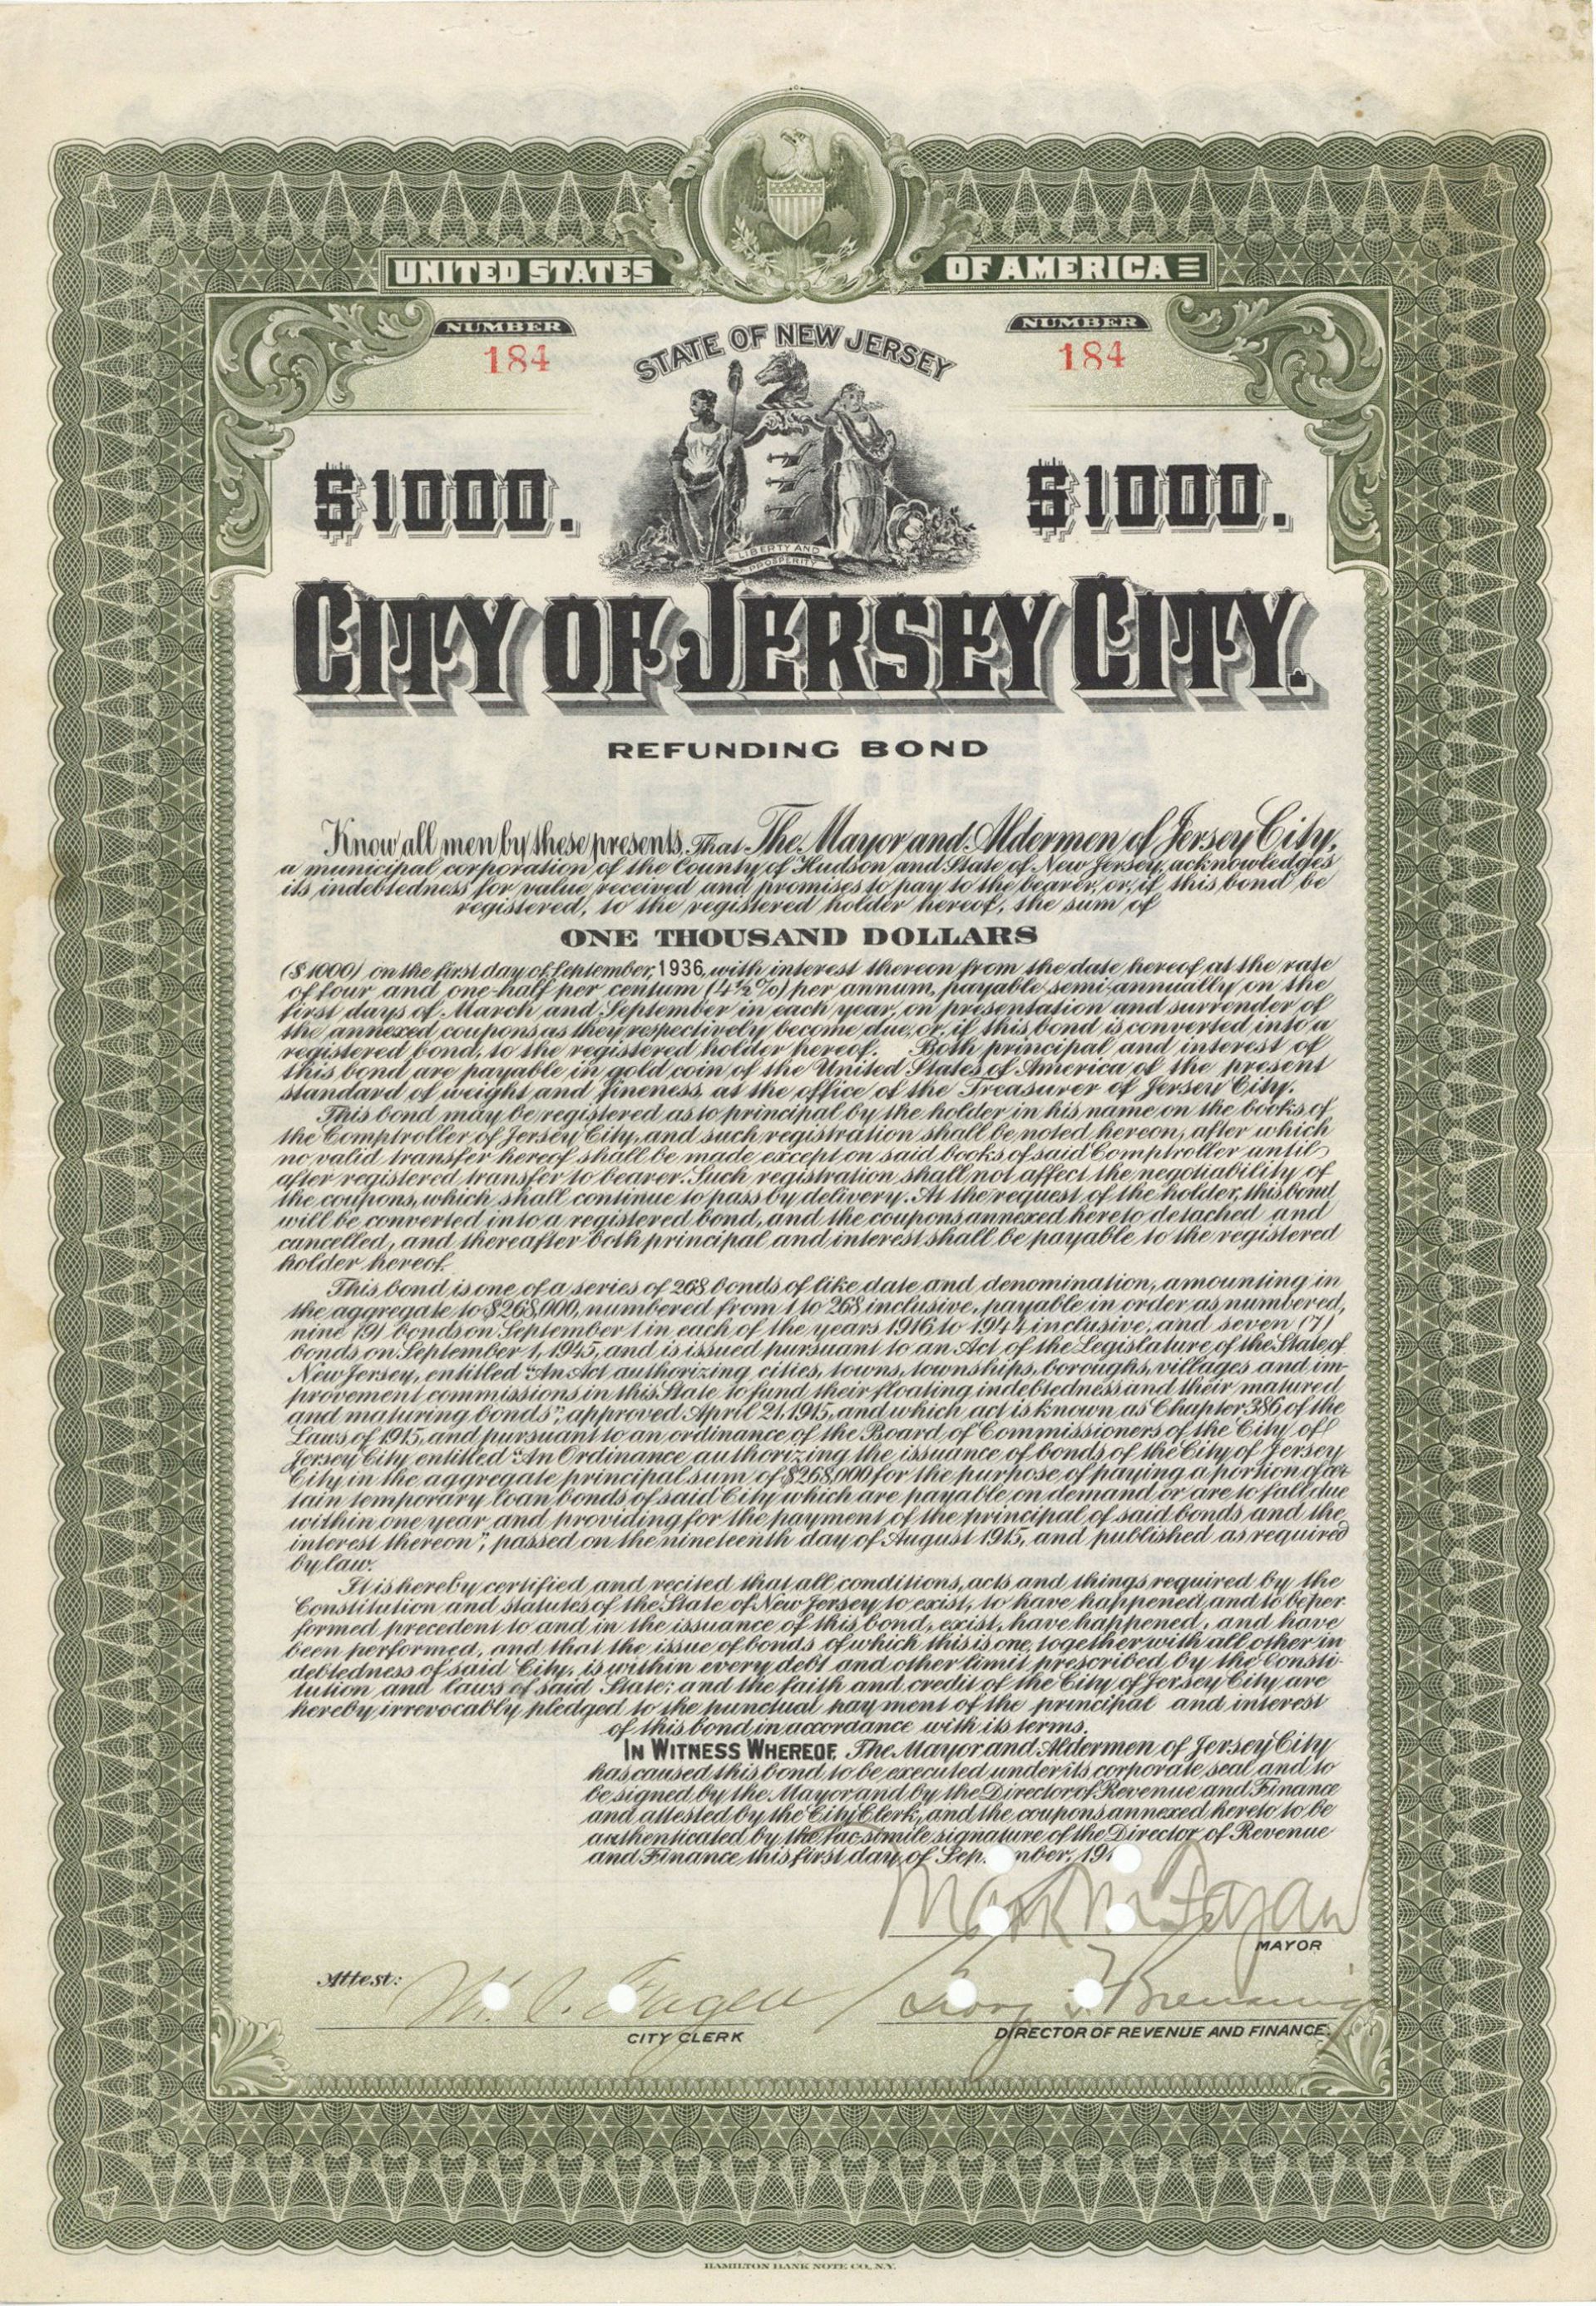 UNITED STATES OF AMERICA
NUMBER NUMBER
184 184
STATE OF NEW JERSEY
$1000. $1000.
LIBERTY AND
PROSPERITY
CITY OF JERSEY CITY.
REFUNDING BOND
Know all men by these presents, That The Mayor and Aldermen of Jersey City,
a municipal corporation of the County of Hudson and State of New Jersey, acknowledges
its indebtedness for value received and promises to pay to the bearer, or, if this bond be
registered, to the registered holder hereof, the sum of
ONE THOUSAND DOLLARS
($1000) on the first day of September, 1936, with interest thereon from the date hereof at the rate
of four and one-half per centum (4½%) per annum, payable semi-annually on the
first days of March and September in each year, on presentation and surrender of
the annexed coupons as they respectively become due, or, if this bond is converted into a
registered bond, to the registered holder hereof. Both principal and interest of
this bond are payable in gold coin of the United States of America of the present
standard of weight and fineness, at the office of the Treasurer of Jersey City.
This bond may be registered as to principal by the holder in his name on the books of
the Comptroller of Jersey City, and such registration shall be noted hereon, after which
no valid transfer hereof shall be made except on said books of said Comptroller until
after registered transfer to bearer. Such registration shall not affect the negotiability of
the coupons, which shall continue to pass by delivery. At the request of the holder, this bond
will be converted into a registered bond, and the coupons annexed hereto detached and
cancelled, and thereafter both principal and interest shall be payable to the registered
holder hereof.
This bond is one of a series of 268 bonds of like date and denomination, amounting in
the aggregate to $268,000, numbered from 1 to 268 inclusive, payable in order as numbered,
nine (9) bonds on September 1 in each of the years 1916 to 1944 inclusive, and seven (7)
bonds on September 1, 1945, and is issued pursuant to an Act of the Legislature of the State of
New Jersey, entitled "An Act authorizing cities, towns, townships, boroughs, villages and im-
provement commissions in this State to fund their floating indebtedness and their matured
and maturing bonds", approved April 21, 1915, and which act is known as Chapter 386 of the
Laws of 1915, and pursuant to an ordinance of the Board of Commissioners of the City of
Jersey City entitled "An Ordinance authorizing the issuance of bonds of the City of Jersey
City in the aggregate principal sum of $268,000 for the purpose of paying a portion of cer-
tain temporary loan bonds of said City which are payable on demand or are to fall due
within one year and providing for the payment of the principal of said bonds and the
interest thereon", passed on the nineteenth day of August 1915, and published as required
by law.
It is hereby certified and recited that all conditions, acts and things required by the
Constitution and statutes of the State of New Jersey to exist, to have happened and to be per-
formed precedent to and in the issuance of this bond, exist, have happened, and have
been performed, and that the issue of bonds of which this is one, together with all other in
debtedness of said City, is within every debt and other limit prescribed by the Consti-
tution and laws of said State; and the faith and credit of the City of Jersey City are
hereby irrevocably pledged to the punctual payment of the principal and interest
of this bond in accordance with its terms.
IN WITNESS WHEREOF, The Mayor and Aldermen of Jersey City
has caused this bond to be executed under its corporate seal and to
be signed by the Mayor and by the Director of Revenue and Finance
and attested by the City Clerk, and the coupons annexed hereto to be
authenticated by the fac-simile signature of the Director of Revenue
and Finance this first day of September, 19
Mark M Fagan
MAYOR
Attest: M. I. Fagen
CITY CLERK
Georg F Brensinger
DIRECTOR OF REVENUE AND FINANCE.
HAMILTON BANK NOTE CO., N.Y.